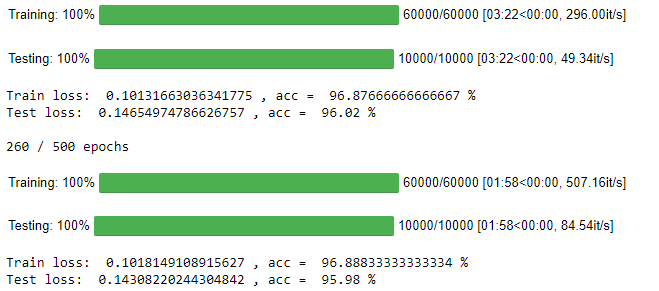 Training: 100% 60000/60000 [03:22<00:00, 296.00it/s]
Testing: 100% 10000/10000 [03:22<00:00, 49.34it/s]
Train loss:  0.10131663036341775 , acc =  96.87666666666667 %
Test loss:  0.14654974786626757 , acc =  96.02 %
260 / 500 epochs
Training: 100% 60000/60000 [01:58<00:00, 507.16it/s]
Testing: 100% 10000/10000 [01:58<00:00, 84.54it/s]
Train loss:  0.1018149108915627 , acc =  96.88833333333334 %
Test loss:  0.14308220244304842 , acc =  95.98 %